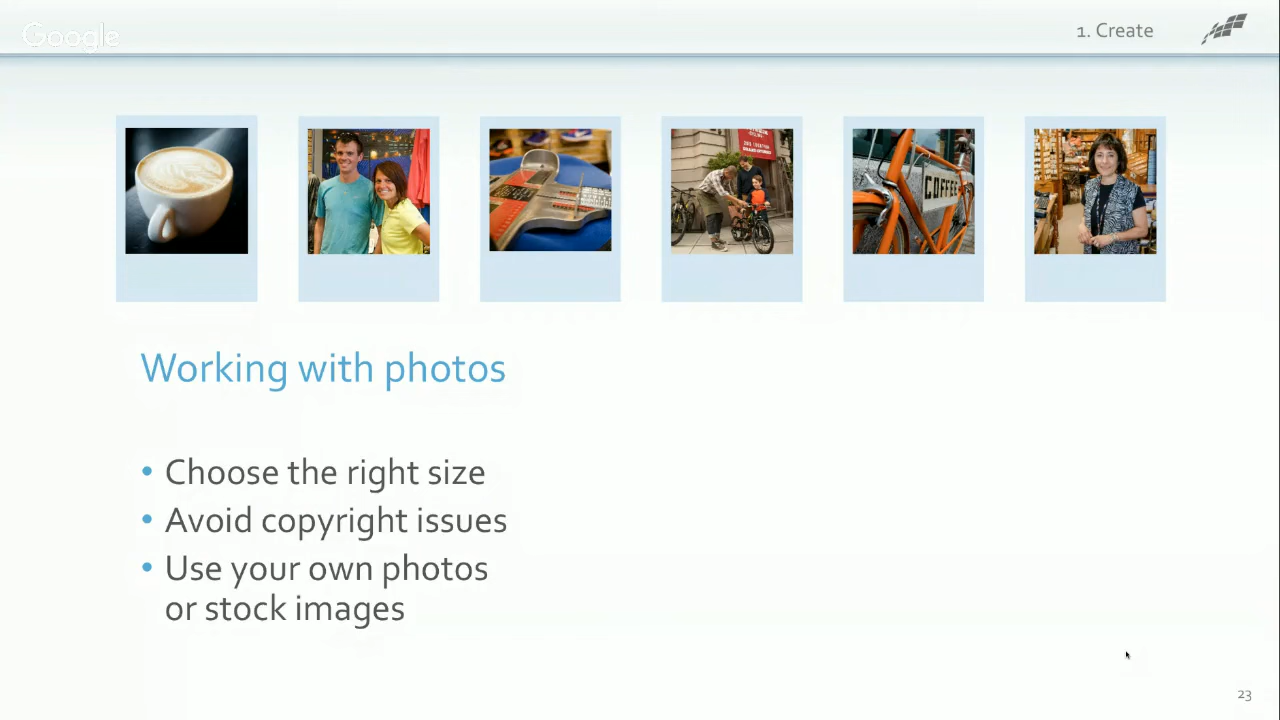 Google
1. Create
COFFEE
Working with photos
• Choose the right size
• Avoid copyright issues
• Use your own photos
or stock images
23